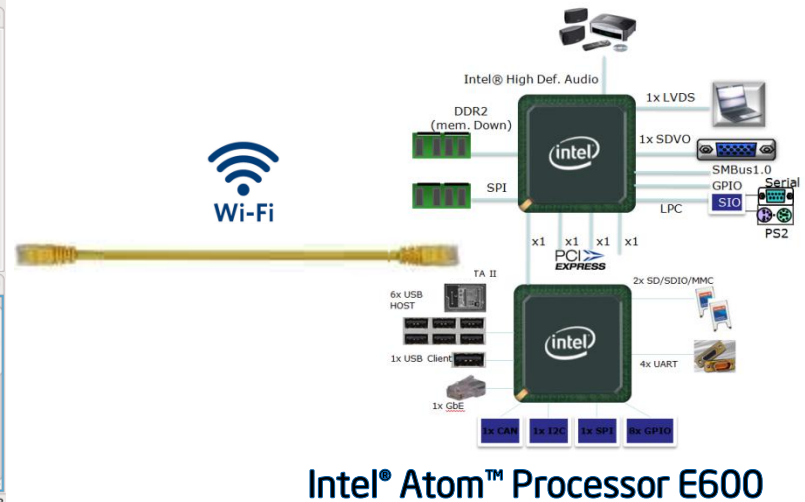 Intel® High Def. Audio
DDR2
(mem. Down)
1x LVDS
intel
1x SDVO
SMBus1.0
GPIO
Serial
SPI
SIO
LPC
PS2
Wi-Fi
x1 x1 x1 x1
PCI
EXPRESS
TA II
6x USB
HOST
2x SD/SDIO/MMC
intel
1x USB Client
4x UART
1x GbE
1x CAN
1x I2C
1x SPI
8x GPIO
Intel® Atom™ Processor E600